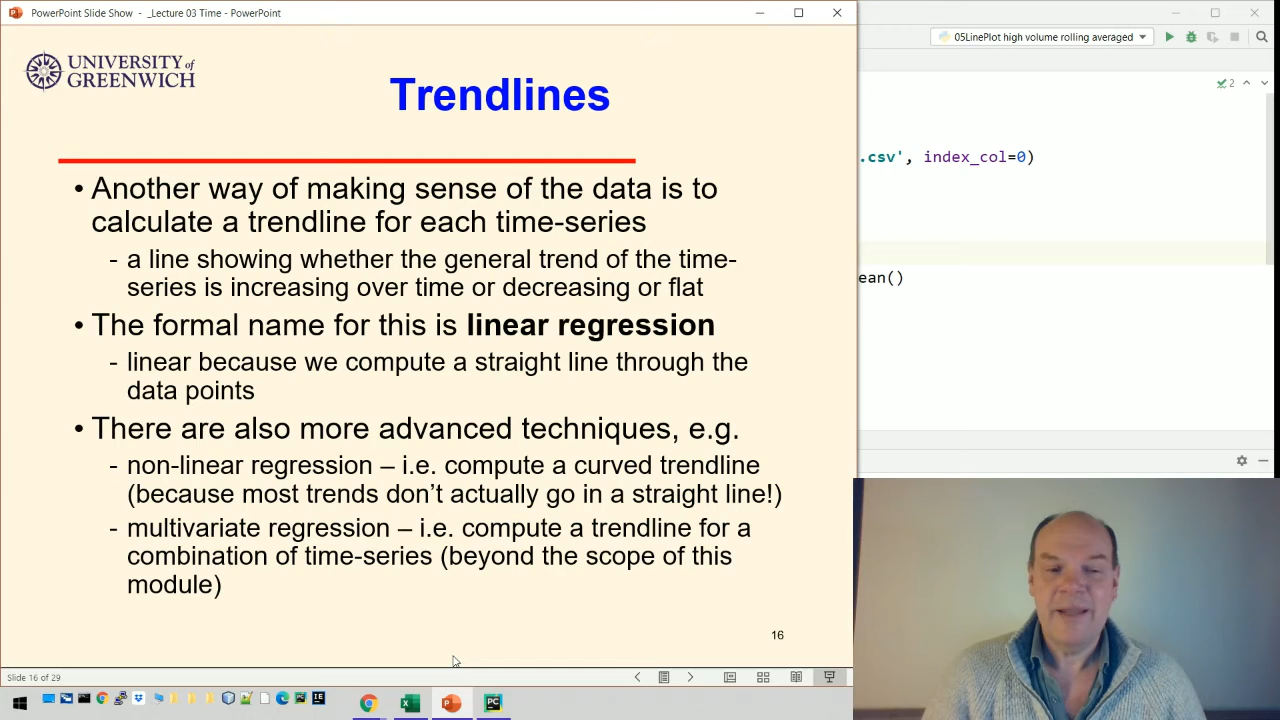 PowerPoint Slide Show - _Lecture 03 Time - PowerPoint
UNIVERSITY of
GREENWICH
Trendlines
• Another way of making sense of the data is to
calculate a trendline for each time-series
- a line showing whether the general trend of the time-
series is increasing over time or decreasing or flat
• The formal name for this is linear regression
- linear because we compute a straight line through the
data points
• There are also more advanced techniques, e.g.
- non-linear regression – i.e. compute a curved trendline
(because most trends don’t actually go in a straight line!)
- multivariate regression – i.e. compute a trendline for a
combination of time-series (beyond the scope of this
module)
16
Slide 16 of 29
05LinePlot high volume rolling averaged
2
.csv', index_col=0)
ean()
PC
IE
PC